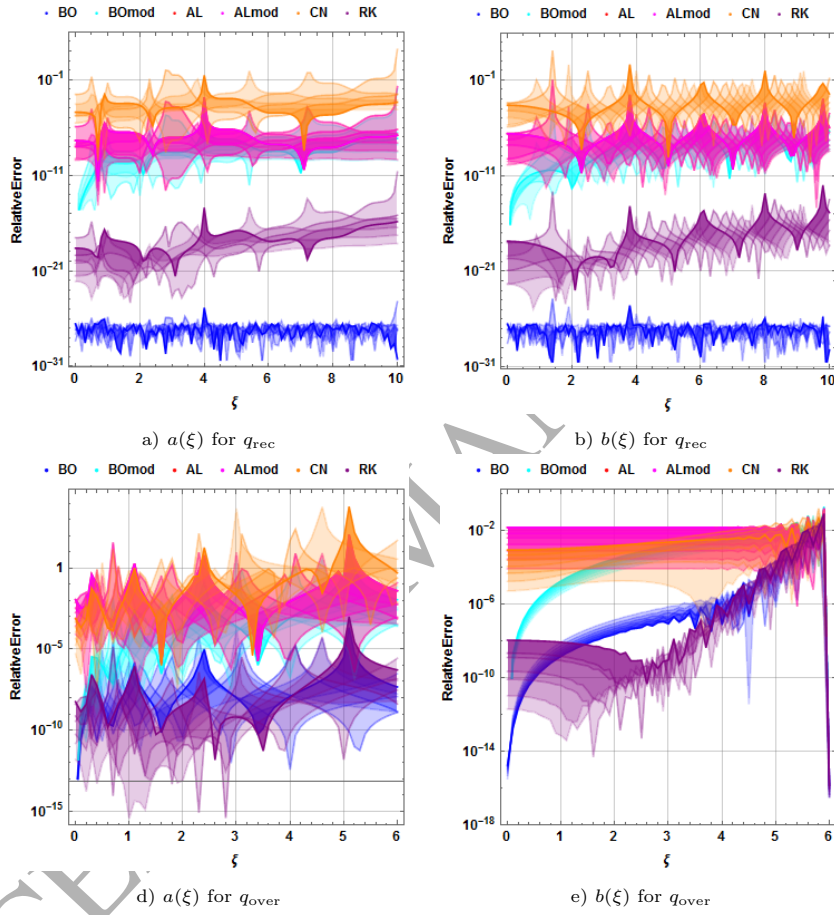 BO BOmod AL ALmod CN RK
BO BOmod AL ALmod CN RK
RelativeError
10^-1
10^-11
10^-21
10^-31
0 2 4 6 8 10
ξ
RelativeError
10^-1
10^-11
10^-21
10^-31
0 2 4 6 8 10
ξ
a) a(ξ) for q_rec
b) b(ξ) for q_rec
BO BOmod AL ALmod CN RK
BO BOmod AL ALmod CN RK
RelativeError
1
10^-5
10^-10
10^-15
0 1 2 3 4 5 6
ξ
RelativeError
10^-2
10^-6
10^-10
10^-14
10^-18
0 1 2 3 4 5 6
ξ
d) a(ξ) for q_over
e) b(ξ) for q_over